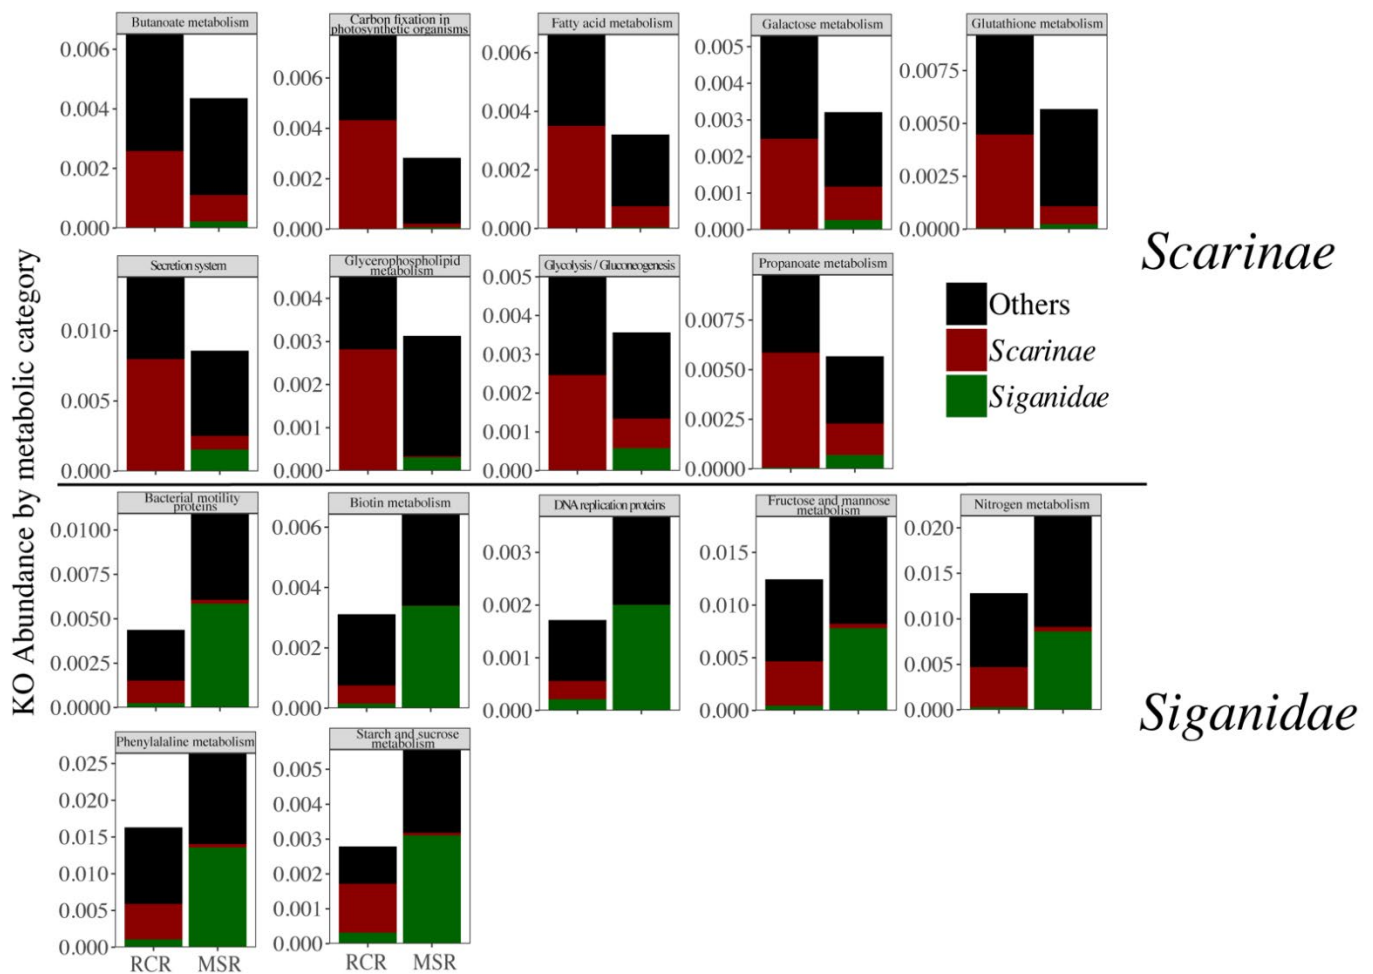 KO Abundance by metabolic category
Butanoate metabolism
0.006
0.004
0.002
0.000
Carbon fixation in
photosynthetic organisms
0.006
0.004
0.002
0.000
Fatty acid metabolism
0.006
0.004
0.002
0.000
Galactose metabolism
0.005
0.004
0.003
0.002
0.001
0.000
Glutathione metabolism
0.0075
0.0050
0.0025
0.0000
Scarinae
Secretion system
0.010
0.005
0.000
Glycerophospholipid
metabolism
0.004
0.003
0.002
0.001
0.000
Glycolysis / Gluconeogenesis
0.005
0.004
0.003
0.002
0.001
0.000
Propanoate metabolism
0.0075
0.0050
0.0025
0.0000
Others
Scarinae
Siganidae
Bacterial motility
proteins
0.0100
0.0075
0.0050
0.0025
0.0000
Biotin metabolism
0.006
0.004
0.002
0.000
DNA replication proteins
0.003
0.002
0.001
0.000
Fructose and mannose
metabolism
0.015
0.010
0.005
0.000
Nitrogen metabolism
0.020
0.015
0.010
0.005
0.000
Siganidae
Phenylalaline metabolism
0.025
0.020
0.015
0.010
0.005
0.000
RCR MSR
Starch and sucrose
metabolism
0.005
0.004
0.003
0.002
0.001
0.000
RCR MSR